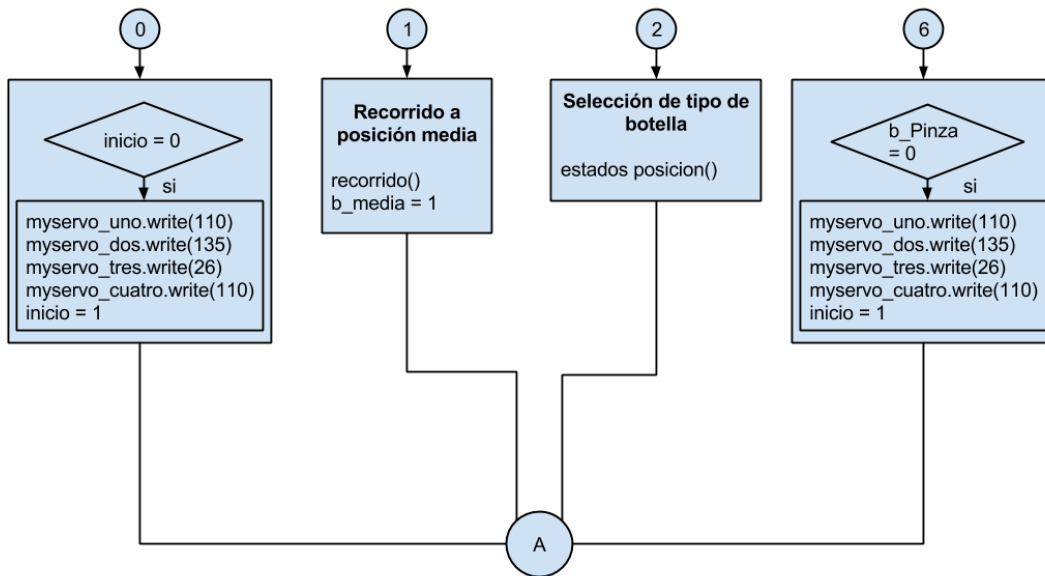 0
1
2
6
inicio = 0
si
myservo_uno.write(110)
myservo_dos.write(135)
myservo_tres.write(26)
myservo_cuatro.write(110)
inicio = 1
Recorrido a
posición media
recorrido()
b_media = 1
Selección de tipo de
botella
estados posicion()
b_Pinza
= 0
si
myservo_uno.write(110)
myservo_dos.write(135)
myservo_tres.write(26)
myservo_cuatro.write(110)
inicio = 1
A